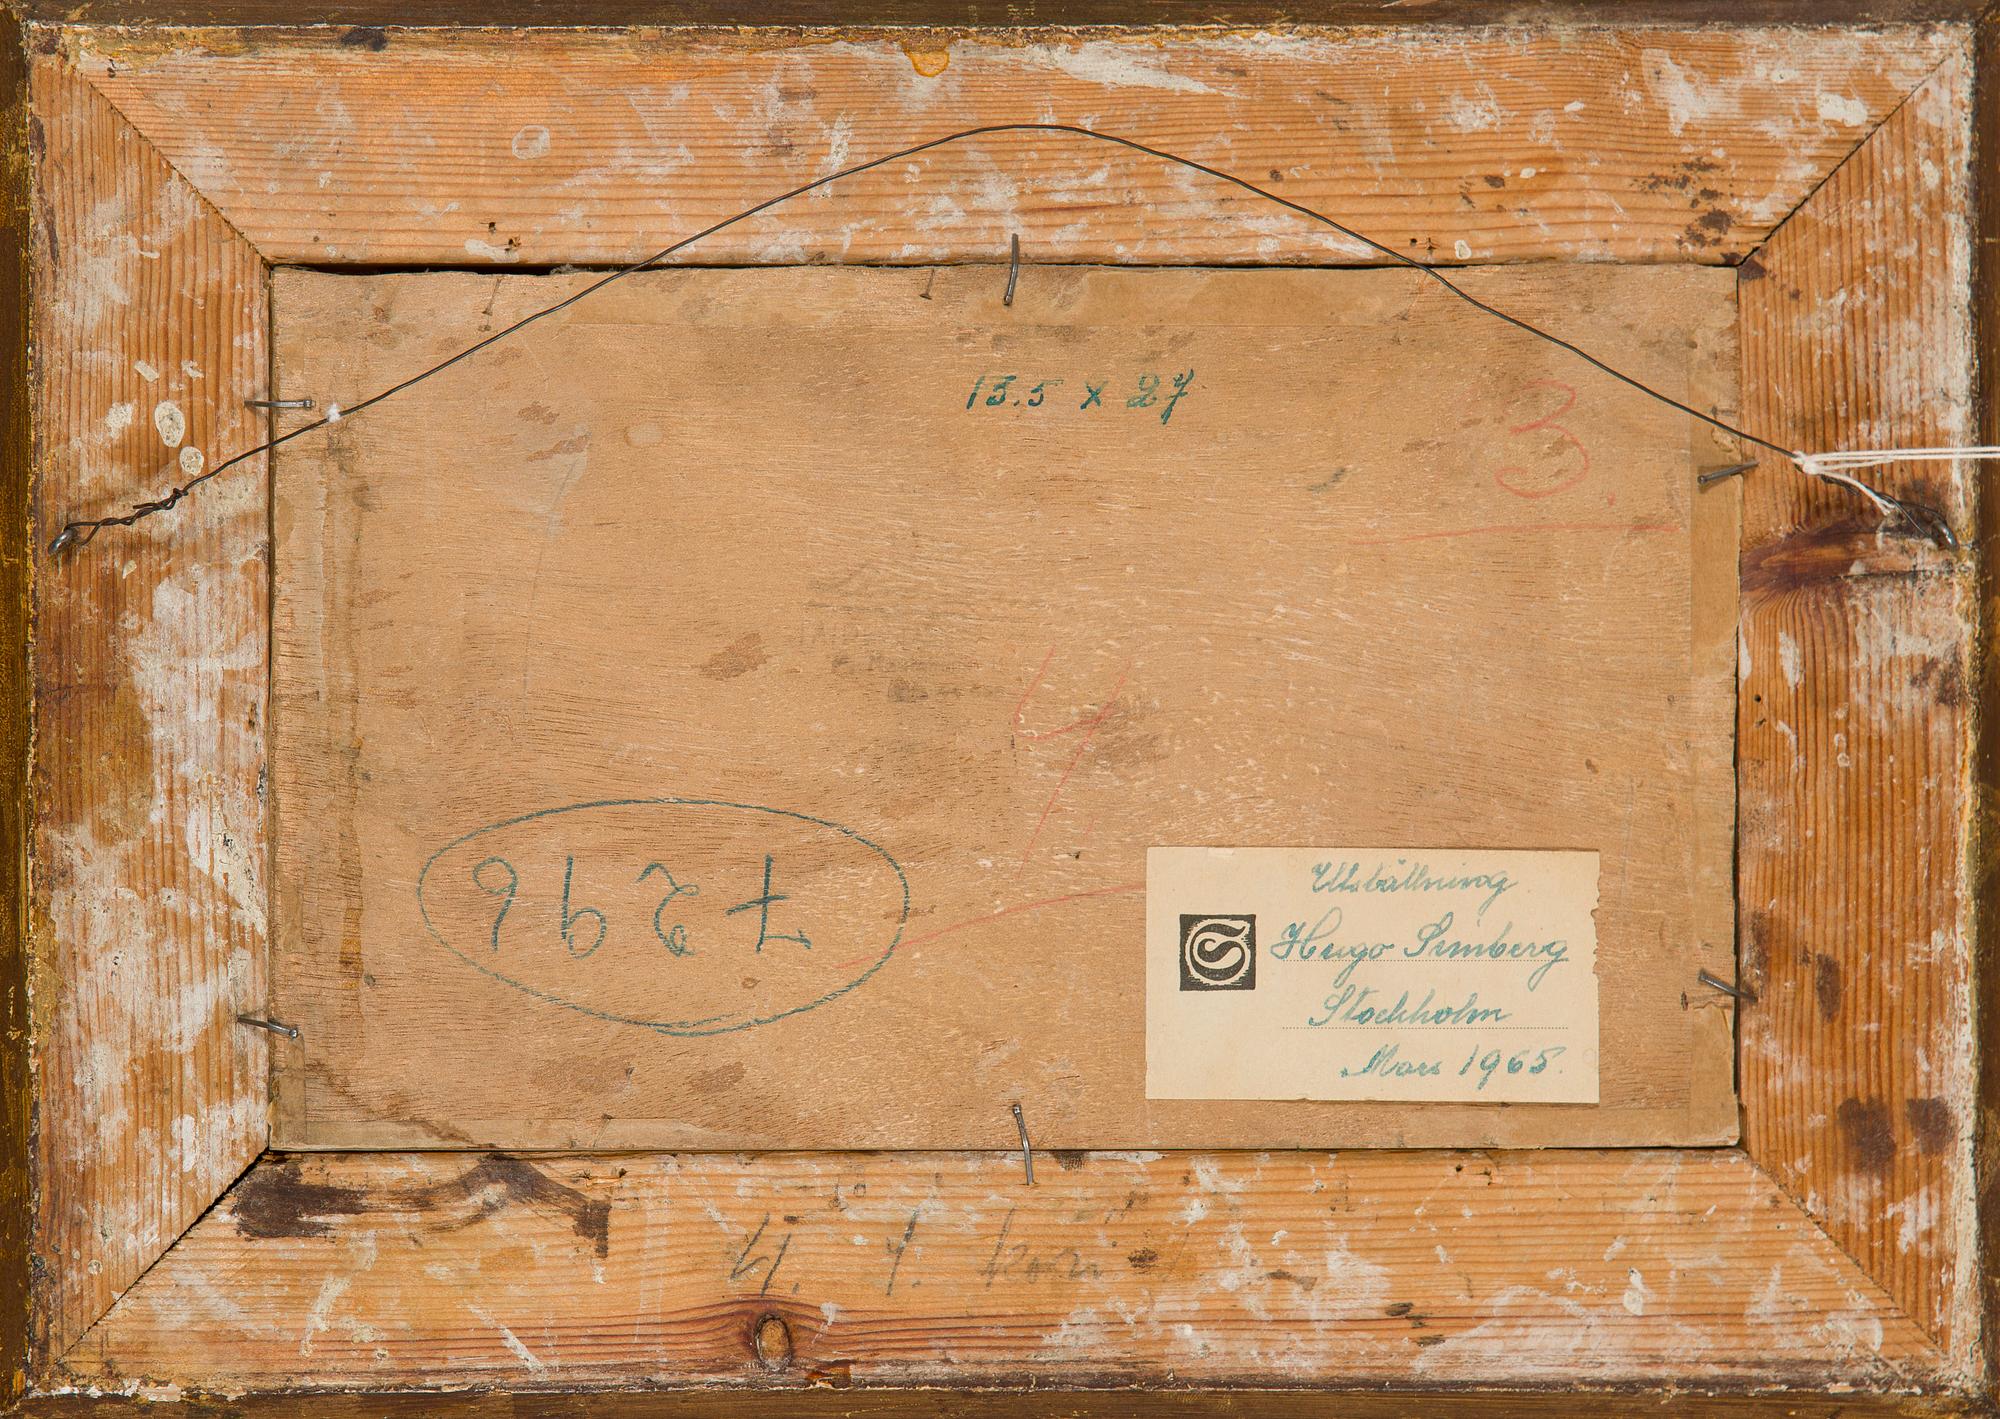 13.5 x 27
3.
4
7296
Utställning
S
Hugo Simberg
Stockholm
Mars 1965.